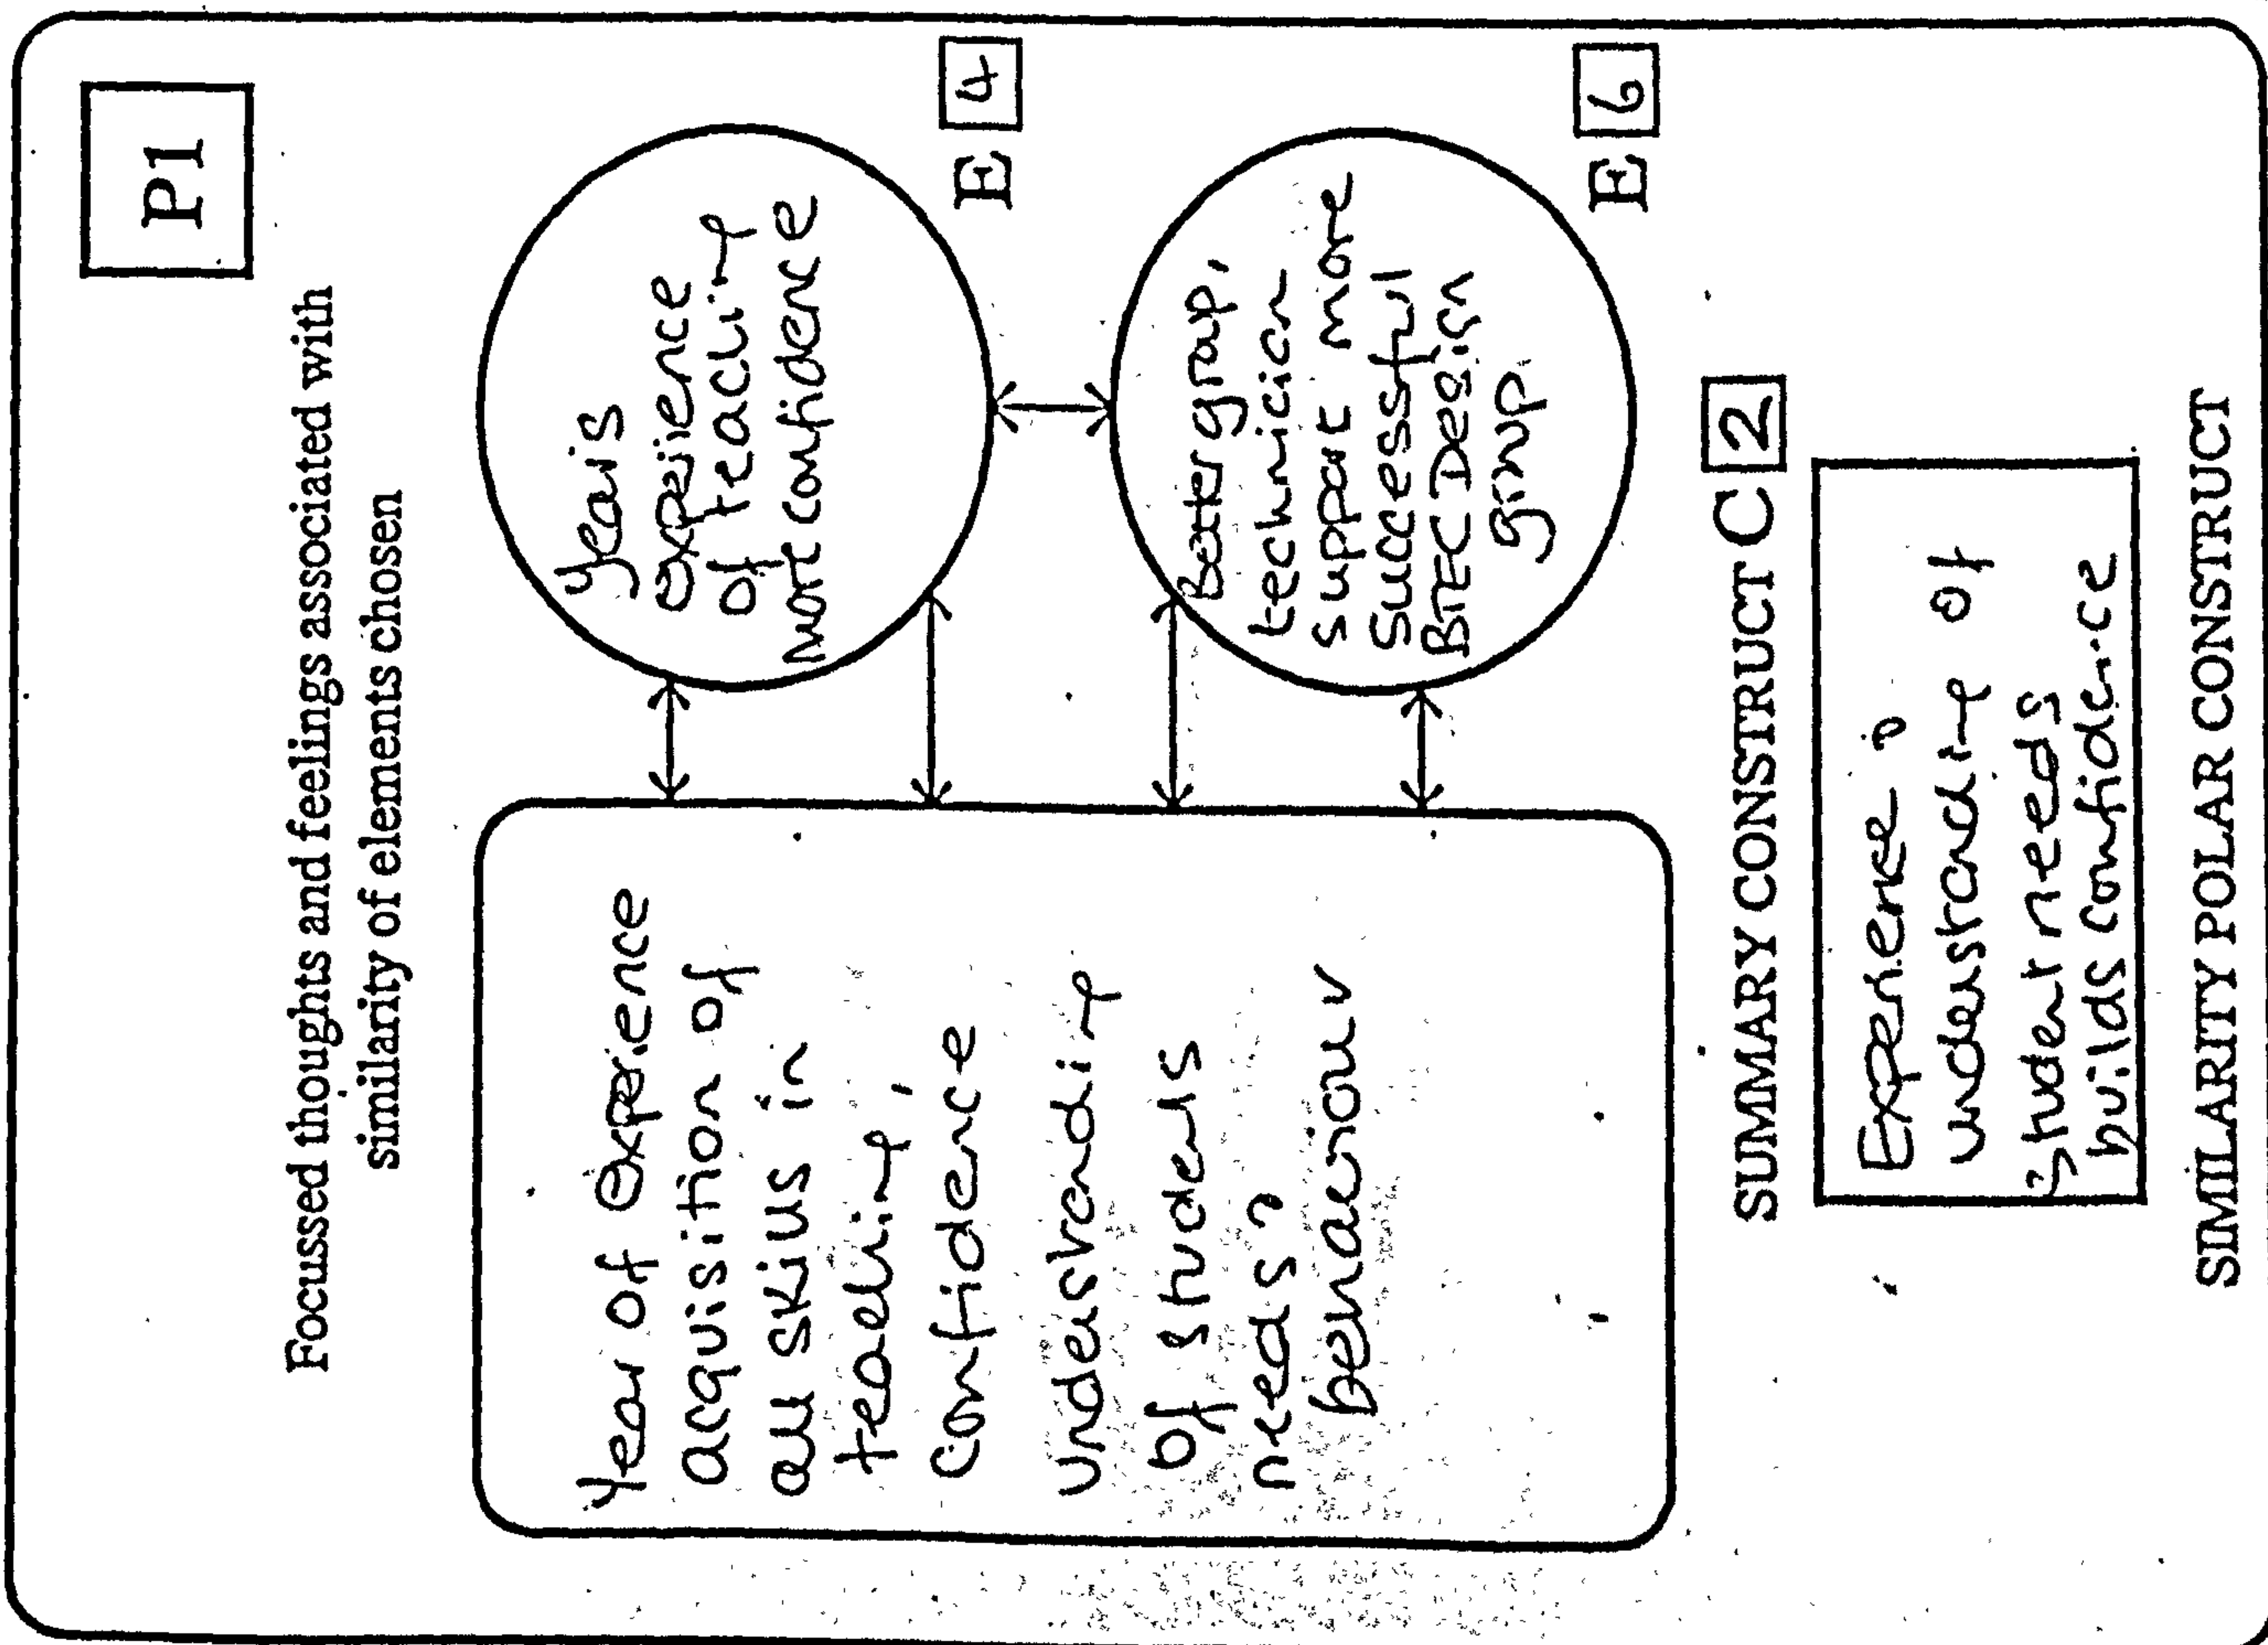 P1
Focussed thoughts and feelings associated with
similarity of elements chosen
Year of Experience
acquisition of
all skills in
teaching,
confidence
understanding
of students
needs &
behaviour
Years
experience
of teaching
more confidence
E 4
Better group,
technician
support more
Successful
BTEC Design
group
E 6
SUMMARY CONSTRUCT C 2
Experience &
understanding of
student needs
builds confidence
SIMILARITY POLAR CONSTRUCT